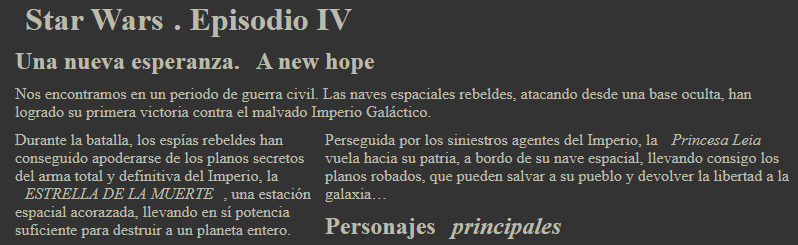 Star Wars . Episodio IV
Una nueva esperanza. A new hope
Nos encontramos en un periodo de guerra civil. Las naves espaciales rebeldes, atacando desde una base oculta, han
logrado su primera victoria contra el malvado Imperio Galáctico.
Durante la batalla, los espías rebeldes han
conseguido apoderarse de los planos secretos
del arma total y definitiva del Imperio, la
ESTRELLA DE LA MUERTE , una estación
espacial acorazada, llevando en sí potencia
suficiente para destruir a un planeta entero.
Perseguida por los siniestros agentes del Imperio, la Princesa Leia
vuela hacia su patria, a bordo de su nave espacial, llevando consigo los
planos robados, que pueden salvar a su pueblo y devolver la libertad a la
galaxia…
Personajes principales